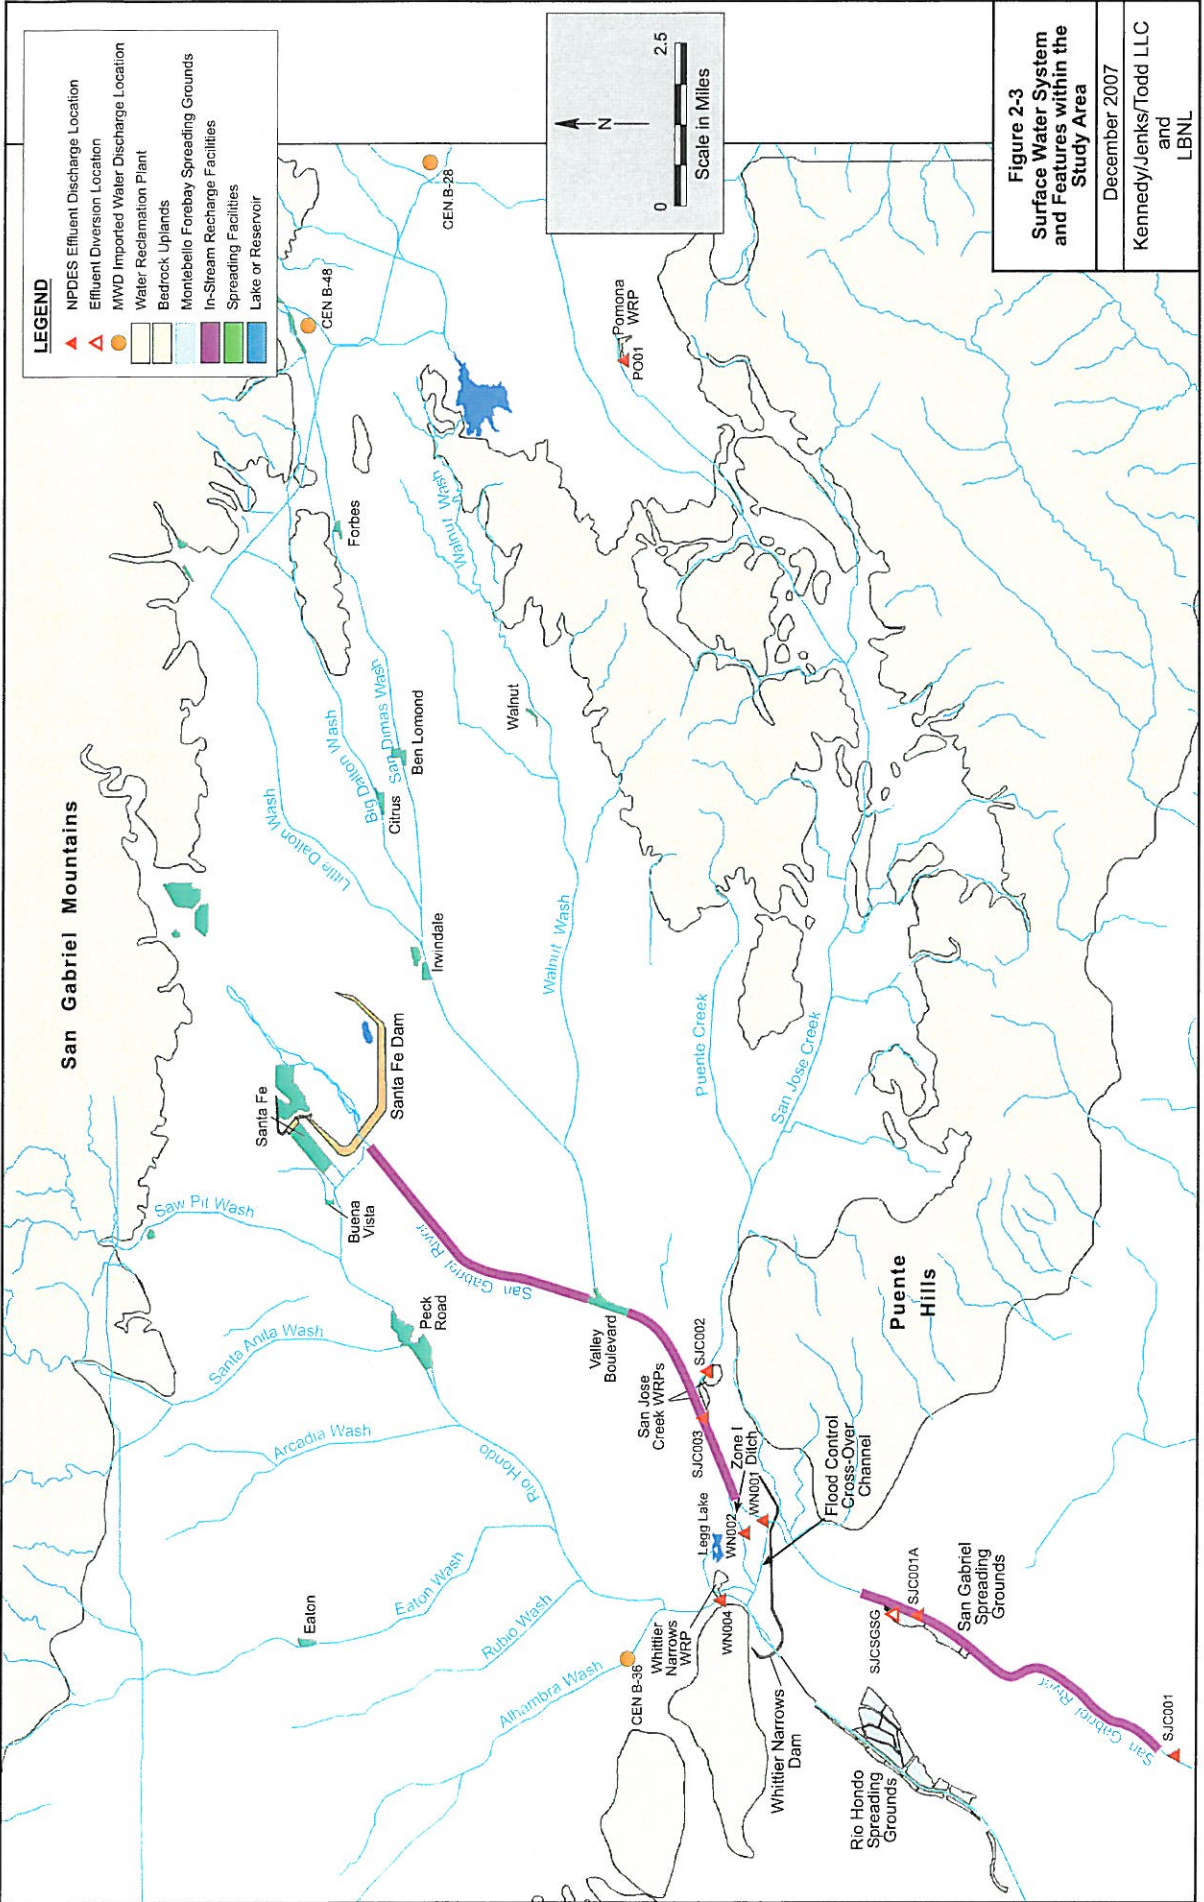 LEGEND
NPDES Effluent Discharge Location
Effluent Diversion Location
MWD Imported Water Discharge Location
Water Reclamation Plant
Bedrock Uplands
Montebello Forebay Spreading Grounds
In-Stream Recharge Facilities
Spreading Facilities
Lake or Reservoir
San Gabriel Mountains
CEN.B-48
CEN.B-28
Forbes
Walnut Wash
Little Dalton Wash
Big Dalton Wash
San Dimas Wash
Citrus
Ben Lomond
Walnut
Irwindale
Walnut Wash
Santa Fe
Santa Fe Dam
Buena
Vista
Saw Pit Wash
Santa Anita Wash
Peck
Road
Arcadia Wash
San Gabriel River
Valley
Boulevard
Puente Creek
San Jose Creek
Pomona
WRP
PO01
Eaton
Eaton Wash
Rubio Wash
Alhambra Wash
Rio Hondo
CEN B-36
San Jose
Creek WRPs
SJC002
SJC003
Zone I
Ditch
WN001
WN002
Legg Lake
Whittier
Narrows
WRP
WN004
Flood Control
Cross-Over
Channel
Puente
Hills
Whittier Narrows
Dam
SJCSGSG
SJC001A
San Gabriel
Spreading
Grounds
Rio Hondo
Spreading
Grounds
San Gabriel River
SJC001
N
0
2.5
Scale in Miles
Figure 2-3
Surface Water System
and Features within the
Study Area
December 2007
Kennedy/Jenks/Todd LLC
and
LBNL